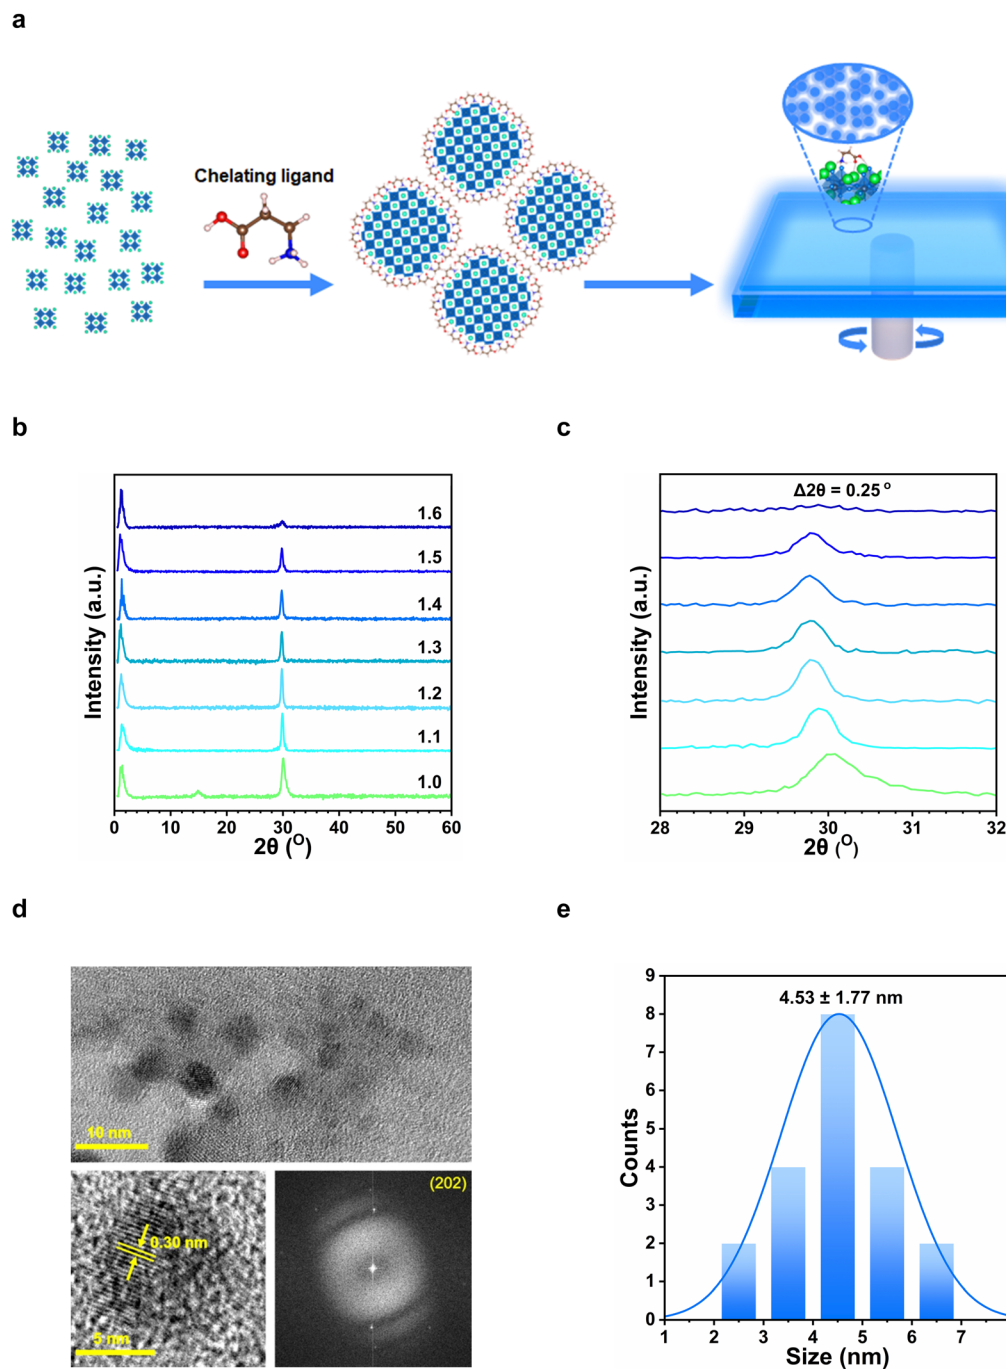 a
Chelating ligand
b
1.6
1.5
1.4
1.3
1.2
1.1
1.0
Intensity (a.u.)
0 10 20 30 40 50 60
2θ (O)
c
Δ2θ = 0.25 o
Intensity (a.u.)
28 29 30 31 32
2θ (O)
d
10 nm
0.30 nm
5 nm
(202)
e
4.53 ± 1.77 nm
9
8
7
6
5
4
3
2
1
0
Counts
1 2 3 4 5 6 7
Size (nm)